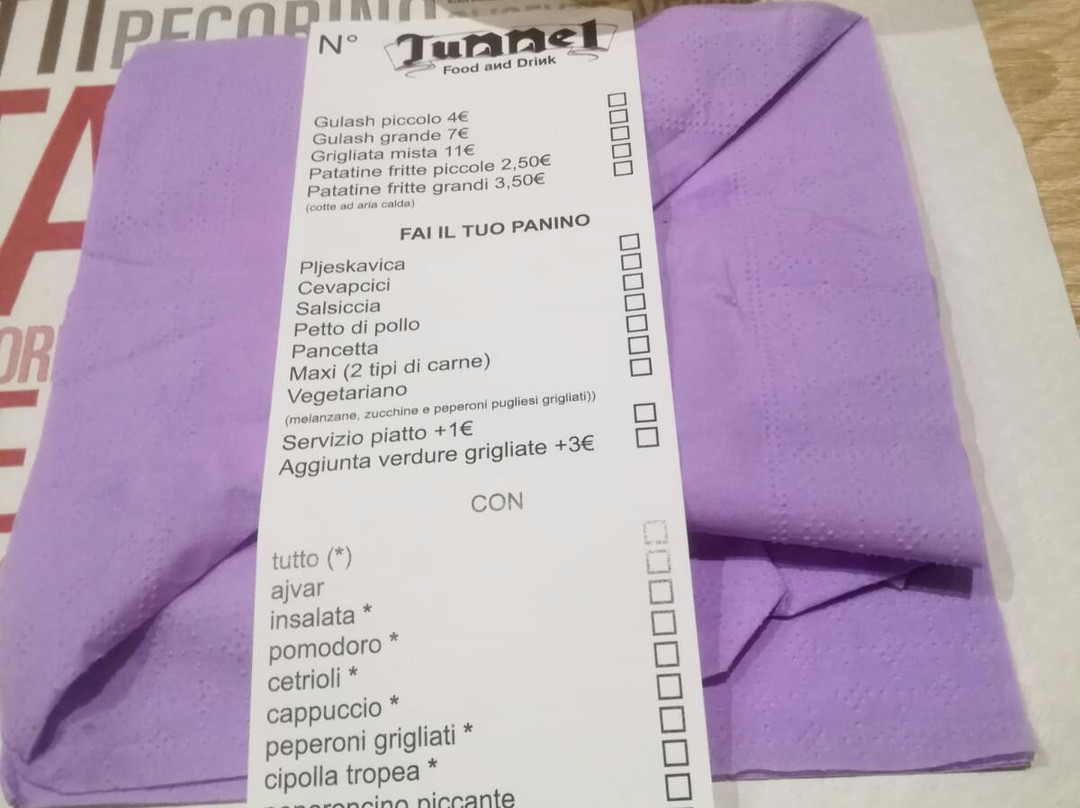 PECORINO
N° Tunnel
Food and Drink
Gulash piccolo 4€
Gulash grande 7€
Grigliata mista 11€
Patatine fritte piccole 2,50€
Patatine fritte grandi 3,50€
(cotte ad aria calda)
FAI IL TUO PANINO
Pljeskavica
Cevapcici
Salsiccia
Petto di pollo
Pancetta
Maxi (2 tipi di carne)
Vegetariano
(melanzane, zucchine e peperoni pugliesi grigliati))
Servizio piatto +1€
Aggiunta verdure grigliate +3€
CON
tutto (*)
ajvar
insalata *
pomodoro *
cetrioli *
cappuccio *
peperoni grigliati *
cipolla tropea *
peperoncino piccante